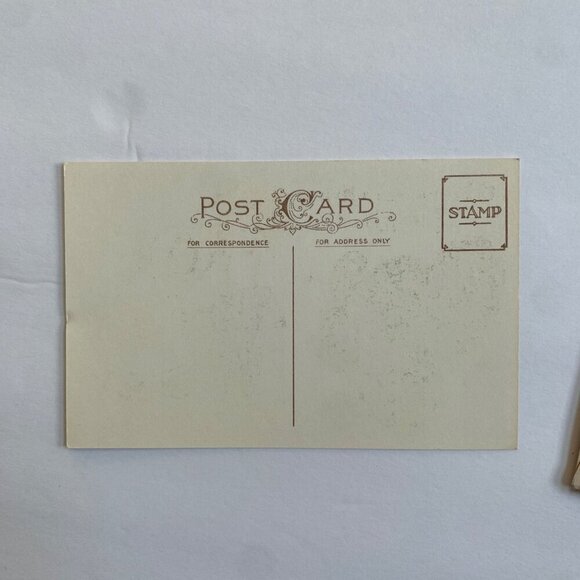 POST CARD
STAMP
FOR CORRESPONDENCE
FOR ADDRESS ONLY